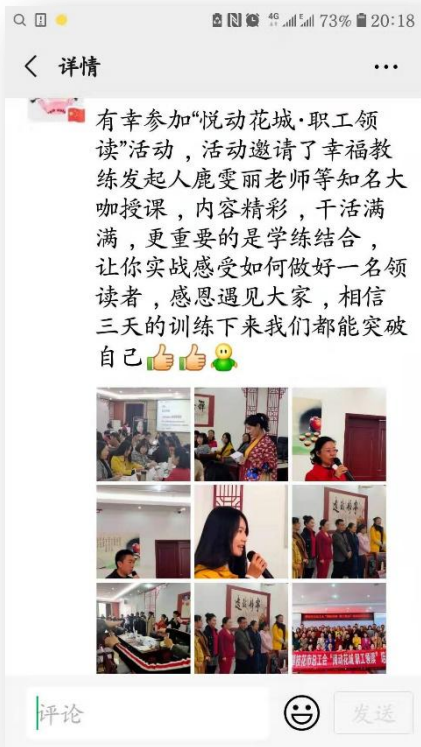 4G 73% 20:18
详情
有幸参加“悦动花城·职工领
读”活动，活动邀请了幸福教
练发起人鹿雯丽老师等知名大
咖授课，内容精彩，干活满
满，更重要的是学练结合，
让你实战感受如何做好一名领
读者，感恩遇见大家，相信
三天的训练下来我们都能突破
自己
评论
发送